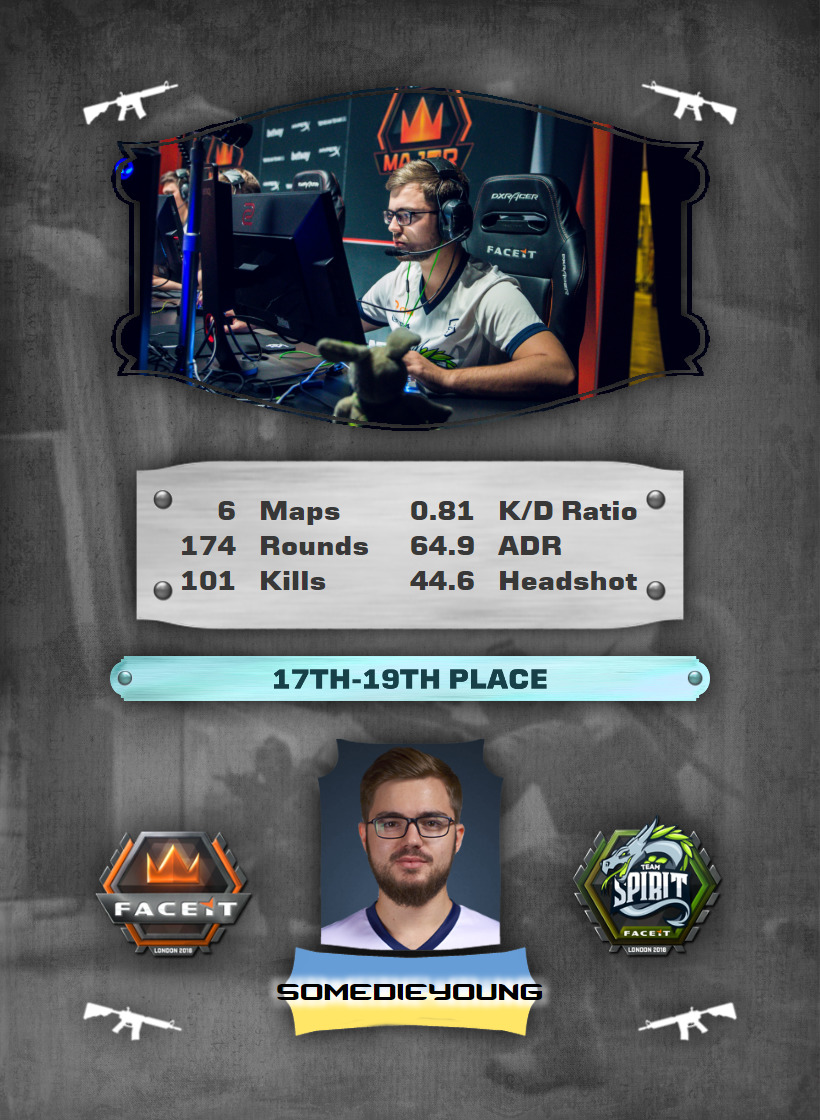 MAJOR
DXRACER
FACEIT
6 Maps 0.81 K/D Ratio
174 Rounds 64.9 ADR
101 Kills 44.6 Headshot
17TH-19TH PLACE
FACEIT
LONDON 2018
TEAM
SPIRIT
FACEIT
LONDON 2018
SOMEDIEYOUNG